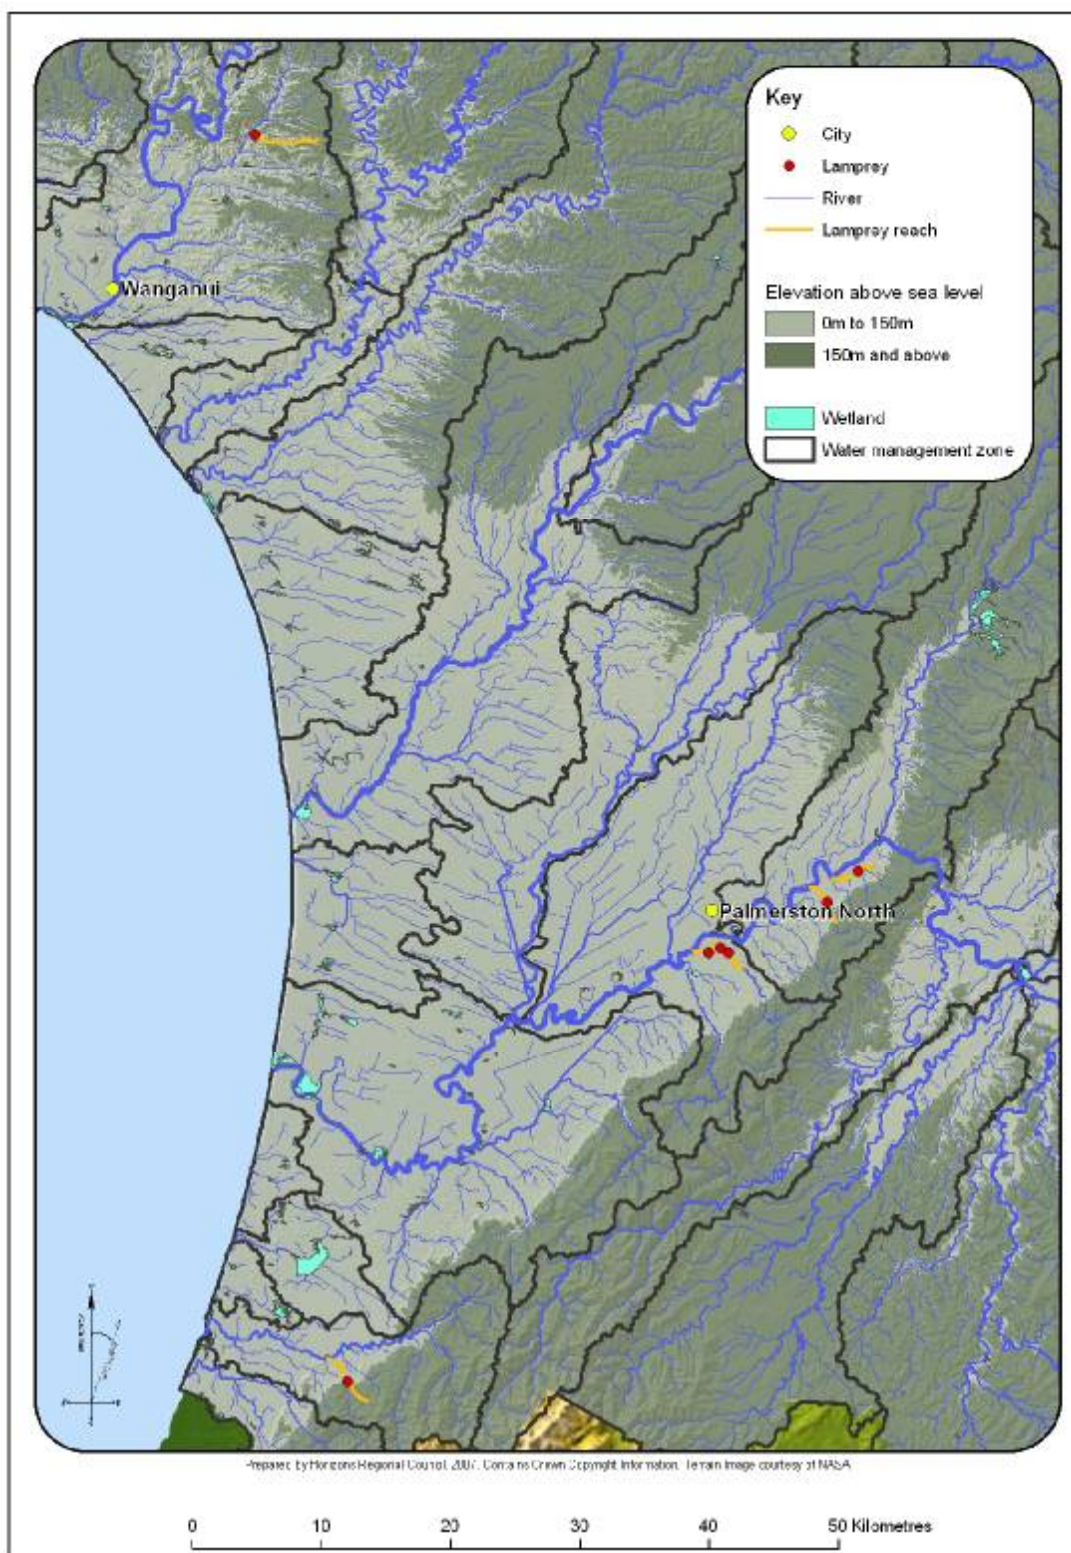 Key
City
Lamprey
River
Lamprey reach
Elevation above sea level
0m to 150m
150m and above
Wetland
Water management zone
Wanganui
Palmerston North
Prepared by Horizons Regional Council, 2007. Contains Crown Copyright Information. Terrain Image courtesy of NASA
0 10 20 30 40 50 Kilometres